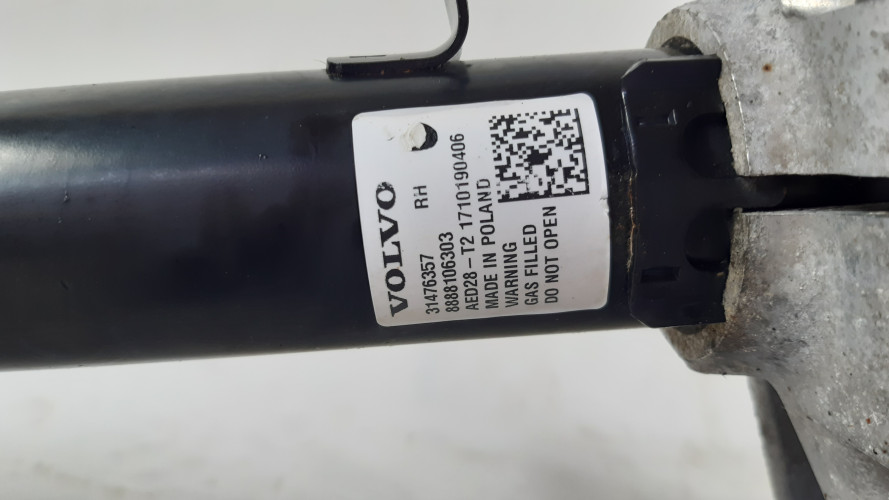 VOLVO RH
31476357
8888106303
AED28-T2 1710190406
MADE IN POLAND
WARNING
GAS FILLED
DO NOT OPEN